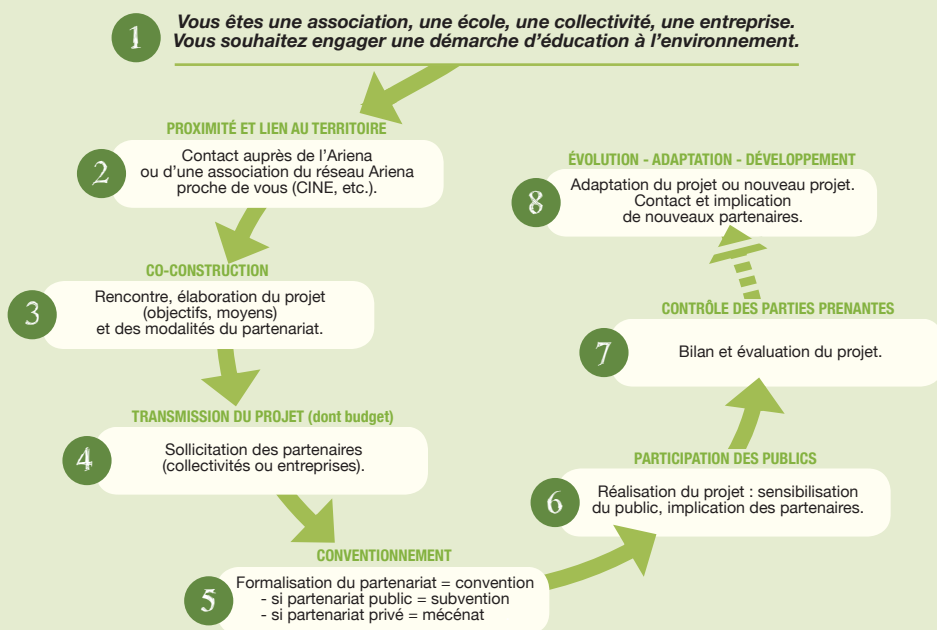 1
Vous êtes une association, une école, une collectivité, une entreprise.
Vous souhaitez engager une démarche d'éducation à l'environnement.
PROXIMITÉ ET LIEN AU TERRITOIRE
2
Contact auprès de l'Ariena
ou d'une association du réseau Ariena
proche de vous (CINE, etc.).
CO-CONSTRUCTION
3
Rencontre, élaboration du projet
(objectifs, moyens)
et des modalités du partenariat.
TRANSMISSION DU PROJET (dont budget)
4
Sollicitation des partenaires
(collectivités ou entreprises).
CONVENTIONNEMENT
5
Formalisation du partenariat = convention
- si partenariat public = subvention
- si partenariat privé = mécénat
PARTICIPATION DES PUBLICS
6
Réalisation du projet : sensibilisation
du public, implication des partenaires.
CONTRÔLE DES PARTIES PRENANTES
7
Bilan et évaluation du projet.
ÉVOLUTION - ADAPTATION - DÉVELOPPEMENT
8
Adaptation du projet ou nouveau projet.
Contact et implication
de nouveaux partenaires.